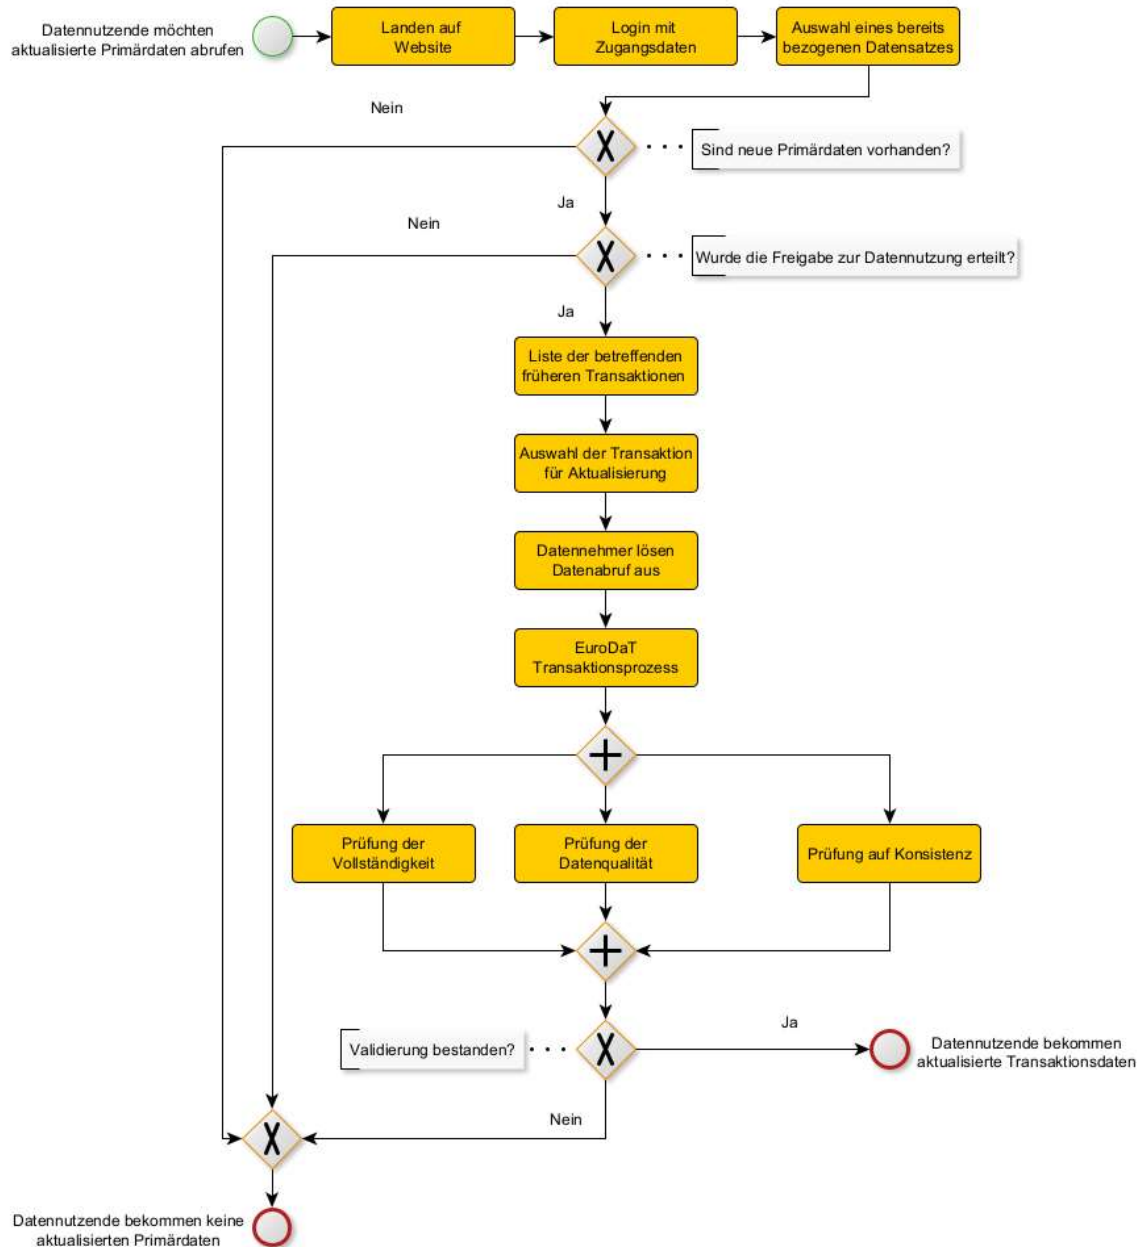 Datennutzende möchten
aktualisierte Primärdaten abrufen
Landen auf
Website
Login mit
Zugangsdaten
Auswahl eines bereits
bezogenen Datensatzes
Nein
Sind neue Primärdaten vorhanden?
Ja
Nein
Wurde die Freigabe zur Datennutzung erteilt?
Ja
Liste der betreffenden
früheren Transaktionen
Auswahl der Transaktion
für Aktualisierung
Datennehmer lösen
Datenabruf aus
EuroDaT
Transaktionsprozess
Prüfung der
Vollständigkeit
Prüfung der
Datenqualität
Prüfung auf Konsistenz
Validierung bestanden?
Ja
Datennutzende bekommen
aktualisierte Transaktionsdaten
Nein
Datennutzende bekommen keine
aktualisierten Primärdaten